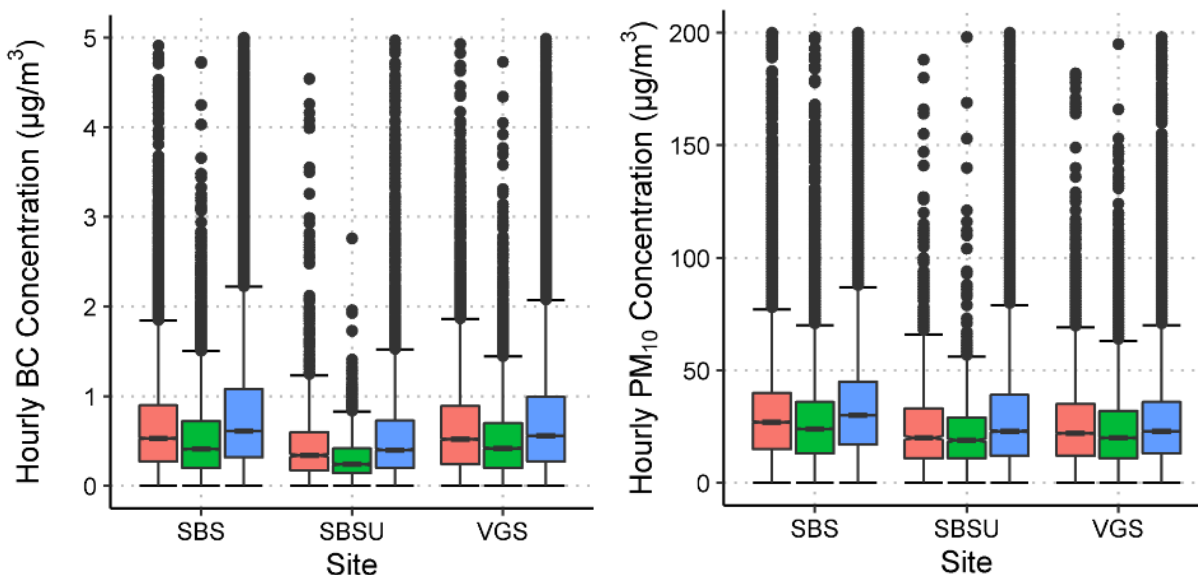 Hourly BC Concentration (µg/m³)
5
4
3
2
1
0
SBS SBSU VGS
Site
Hourly PM₁₀ Concentration (µg/m³)
200
150
100
50
0
SBS SBSU VGS
Site